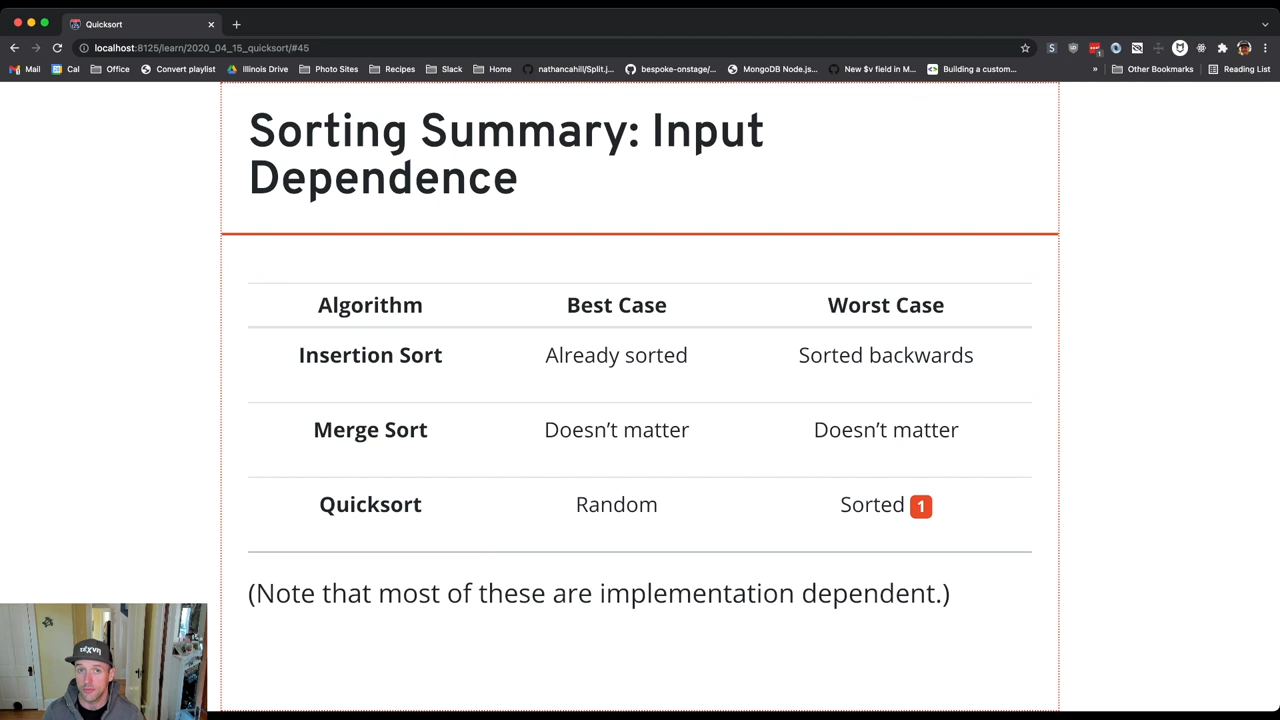 Quicksort
localhost:8125/learn/2020_04_15_quicksort/#45
Mail Cal Office Convert playlist Illinois Drive Photo Sites Recipes Slack Home nathancahill/Split.j... bespoke-onstage/... MongoDB Node.js... New $v field in M... Building a custom... » Other Bookmarks Reading List
Sorting Summary: Input
Dependence
Algorithm Best Case Worst Case
Insertion Sort Already sorted Sorted backwards
Merge Sort Doesn’t matter Doesn’t matter
Quicksort Random Sorted 1
(Note that most of these are implementation dependent.)